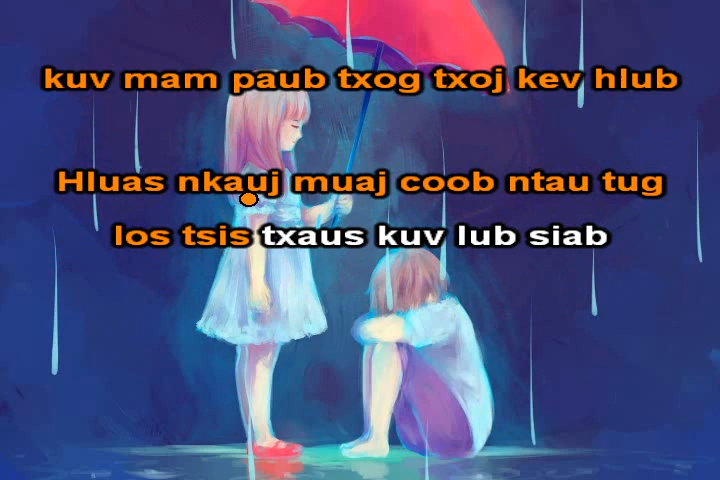 kuv mam paub txog txoj kev hlub
Hluas nkauj muaj coob ntau tug
los tsis txaus kuv lub siab